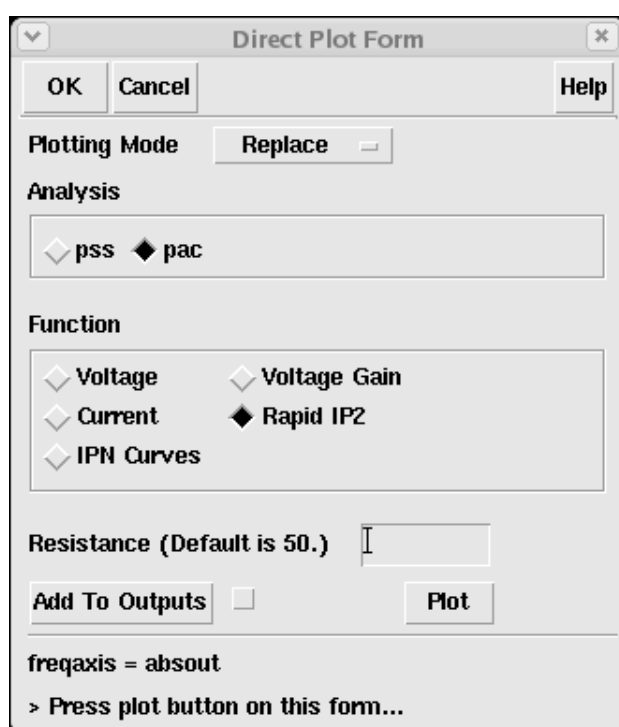 Direct Plot Form
OK Cancel Help
Plotting Mode Replace
Analysis
pss pac
Function
Voltage Voltage Gain
Current Rapid IP2
IPN Curves
Resistance (Default is 50.)
Add To Outputs Plot
freqaxis = absout
> Press plot button on this form...